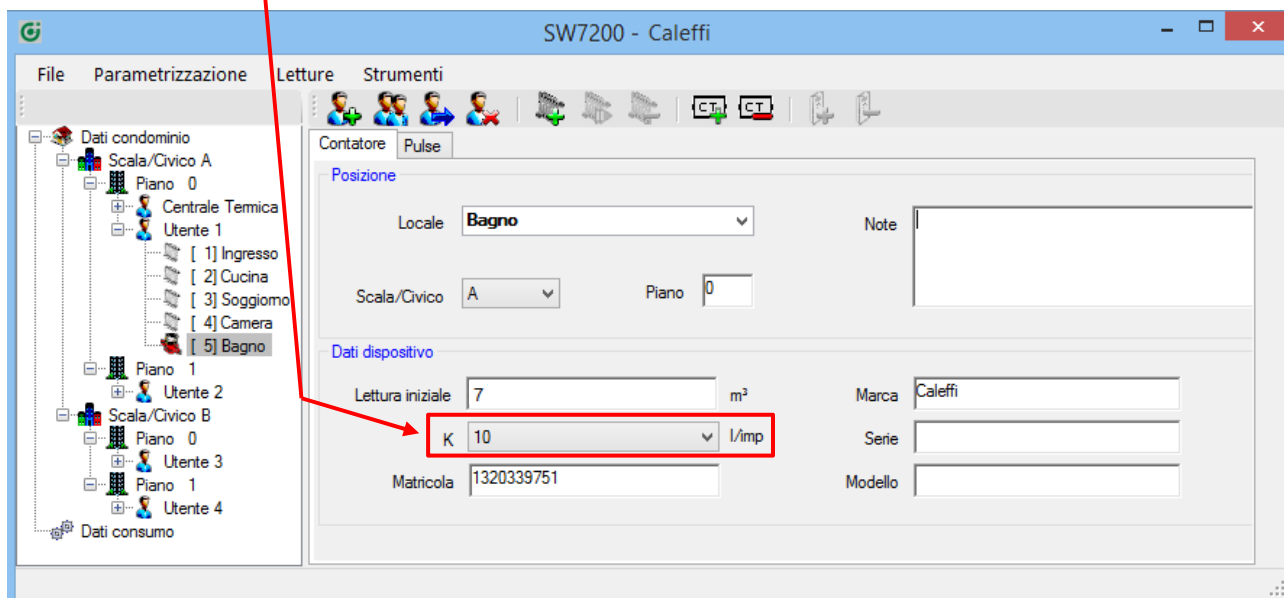 SW7200 - Caleffi
File Parametrizzazione Letture Strumenti
CT CT
Dati condominio
Scala/Civico A
Piano 0
Centrale Termica
Utente 1
[ 1] Ingresso
[ 2] Cucina
[ 3] Soggiorno
[ 4] Camera
[ 5] Bagno
Piano 1
Utente 2
Scala/Civico B
Piano 0
Utente 3
Piano 1
Utente 4
Dati consumo
Contatore Pulse
Posizione
Locale Bagno Note
Scala/Civico A Piano 0
Dati dispositivo
Lettura iniziale 7 m³ Marca Caleffi
K 10 l/imp Serie
Matricola 1320339751 Modello